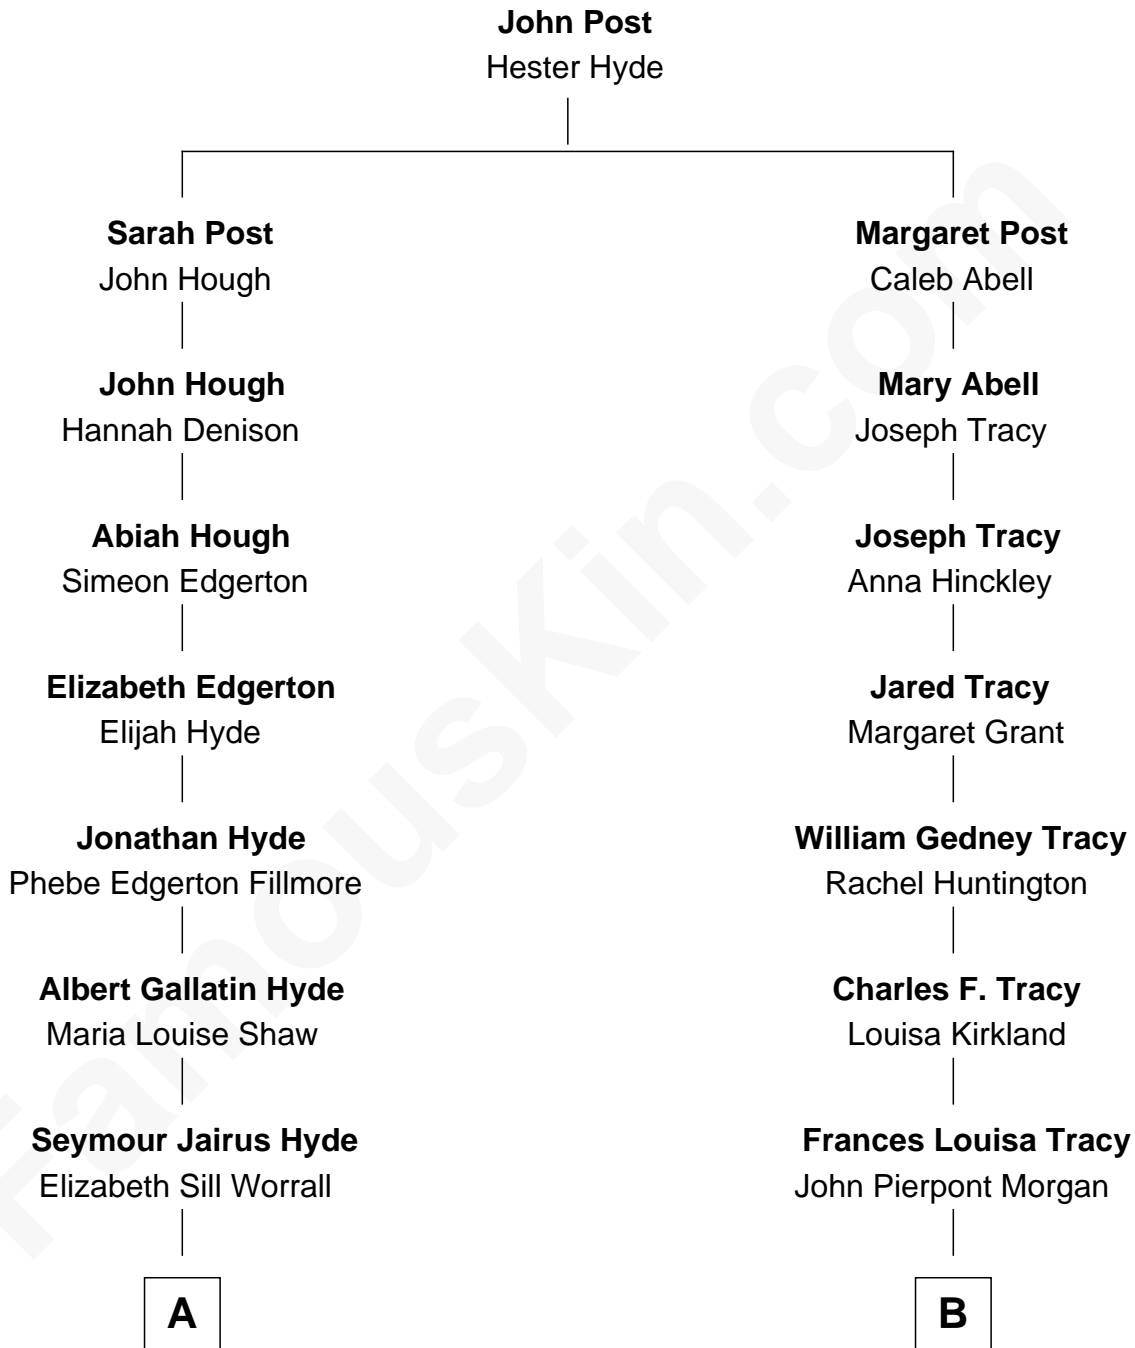 John Post
Hester Hyde
Sarah Post
John Hough
Margaret Post
Caleb Abell
John Hough
Hannah Denison
Mary Abell
Joseph Tracy
Abiah Hough
Simeon Edgerton
Joseph Tracy
Anna Hinckley
Elizabeth Edgerton
Elijah Hyde
Jared Tracy
Margaret Grant
Jonathan Hyde
Phebe Edgerton Fillmore
William Gedney Tracy
Rachel Huntington
Albert Gallatin Hyde
Maria Louise Shaw
Charles F. Tracy
Louisa Kirkland
Seymour Jairus Hyde
Elizabeth Sill Worrall
Frances Louisa Tracy
John Pierpont Morgan
A
B
FamousKin.com